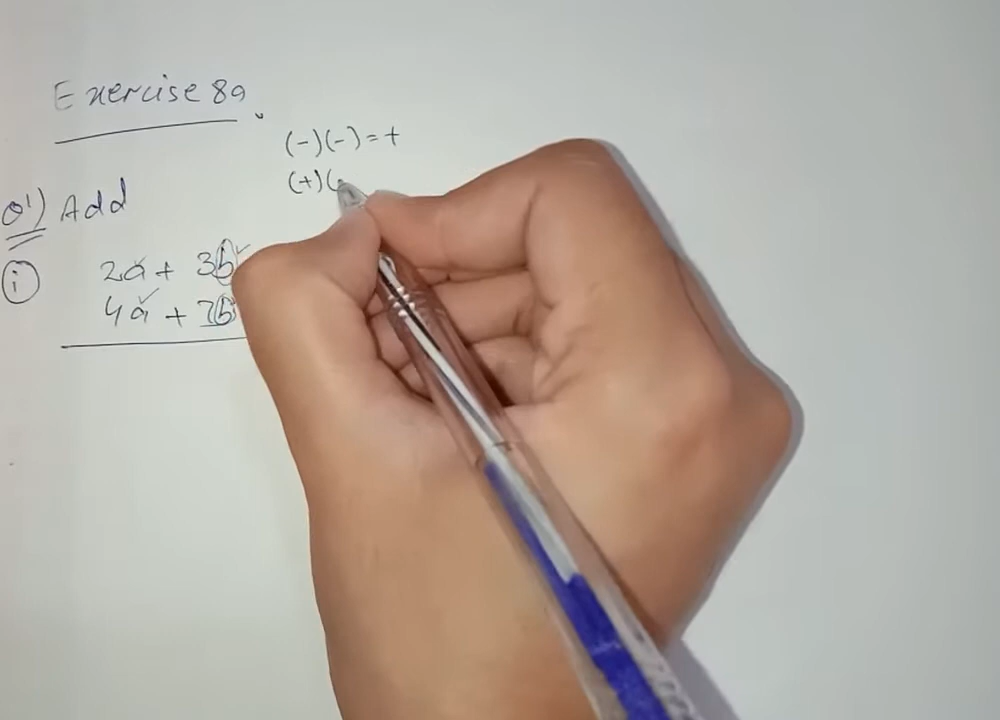 Exercise 8a.
(-)(-)=+
(+)(
Q1) Add
i 2a + 3b
4a + 7b